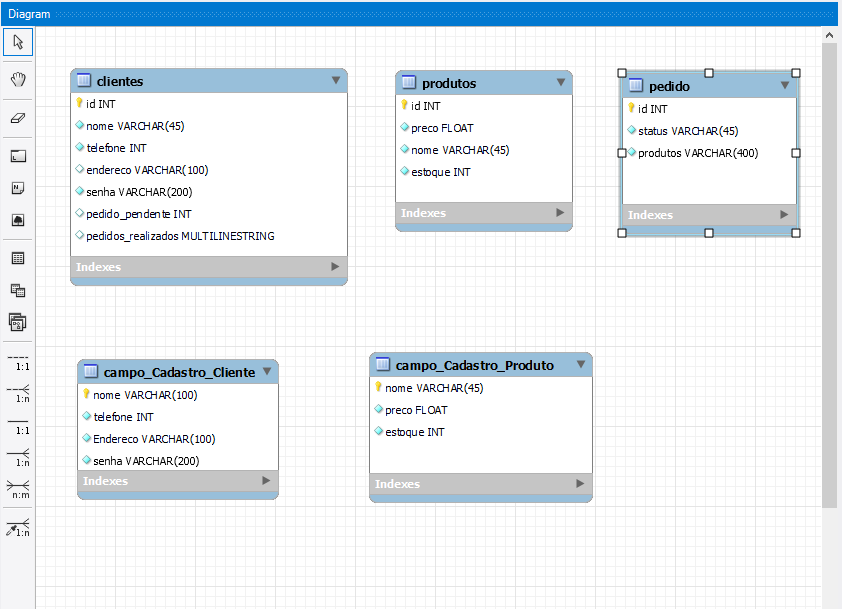 Diagram
clientes
id INT
nome VARCHAR(45)
telefone INT
endereco VARCHAR(100)
senha VARCHAR(200)
pedido_pendente INT
pedidos_realizados MULTILINESTRING
Indexes
produtos
id INT
preco FLOAT
nome VARCHAR(45)
estoque INT
Indexes
pedido
id INT
status VARCHAR(45)
produtos VARCHAR(400)
Indexes
campo_Cadastro_Cliente
nome VARCHAR(100)
telefone INT
Endereco VARCHAR(100)
senha VARCHAR(200)
Indexes
campo_Cadastro_Produto
nome VARCHAR(45)
preco FLOAT
estoque INT
Indexes
1:1
1:n
1:1
1:n
n:m
1:n